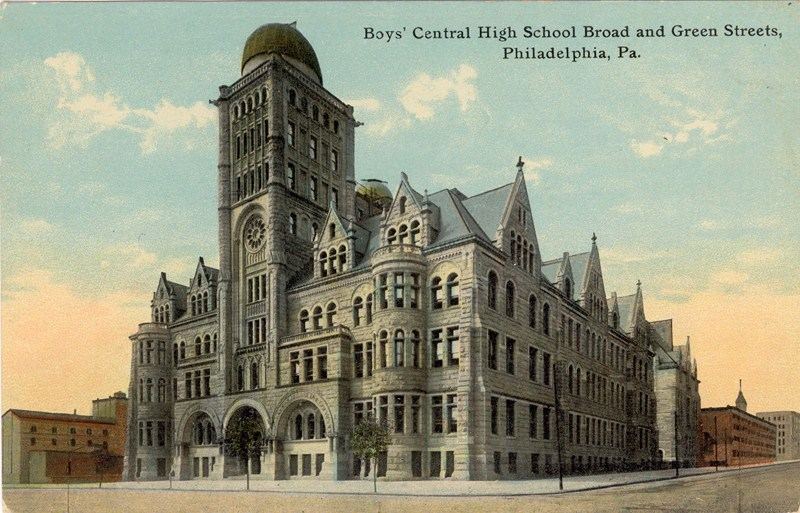 Boys' Central High School Broad and Green Streets,
Philadelphia, Pa.